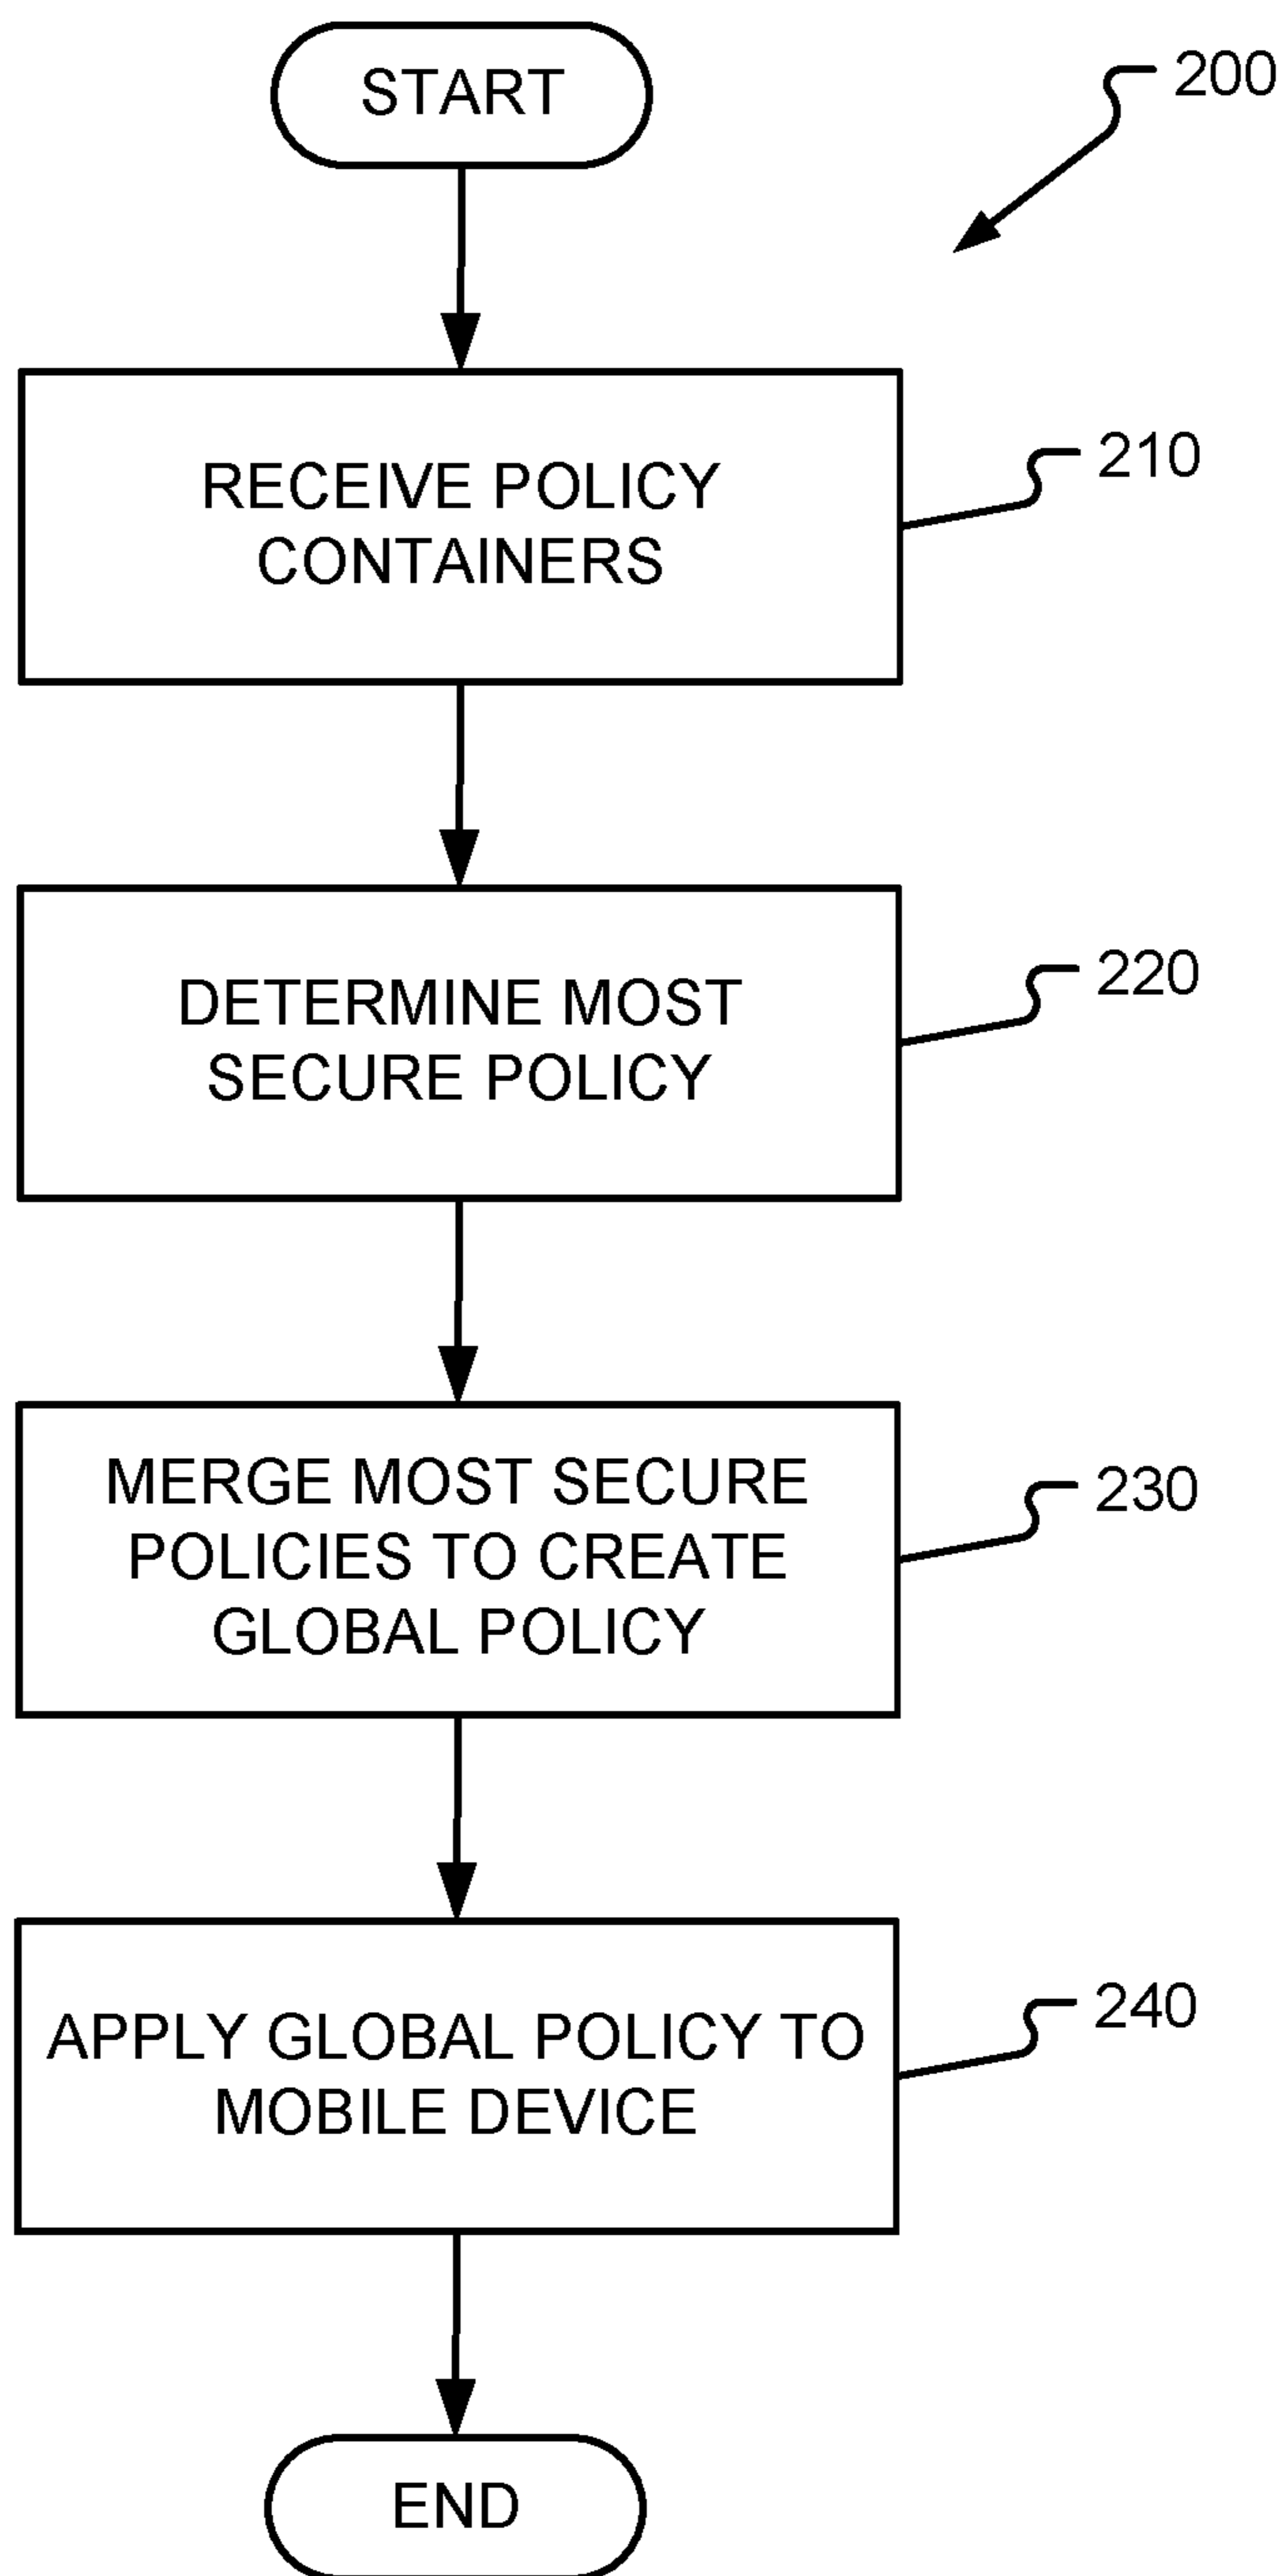 START
200
RECEIVE POLICY
CONTAINERS
210
DETERMINE MOST
SECURE POLICY
220
MERGE MOST SECURE
POLICIES TO CREATE
GLOBAL POLICY
230
APPLY GLOBAL POLICY TO
MOBILE DEVICE
240
END